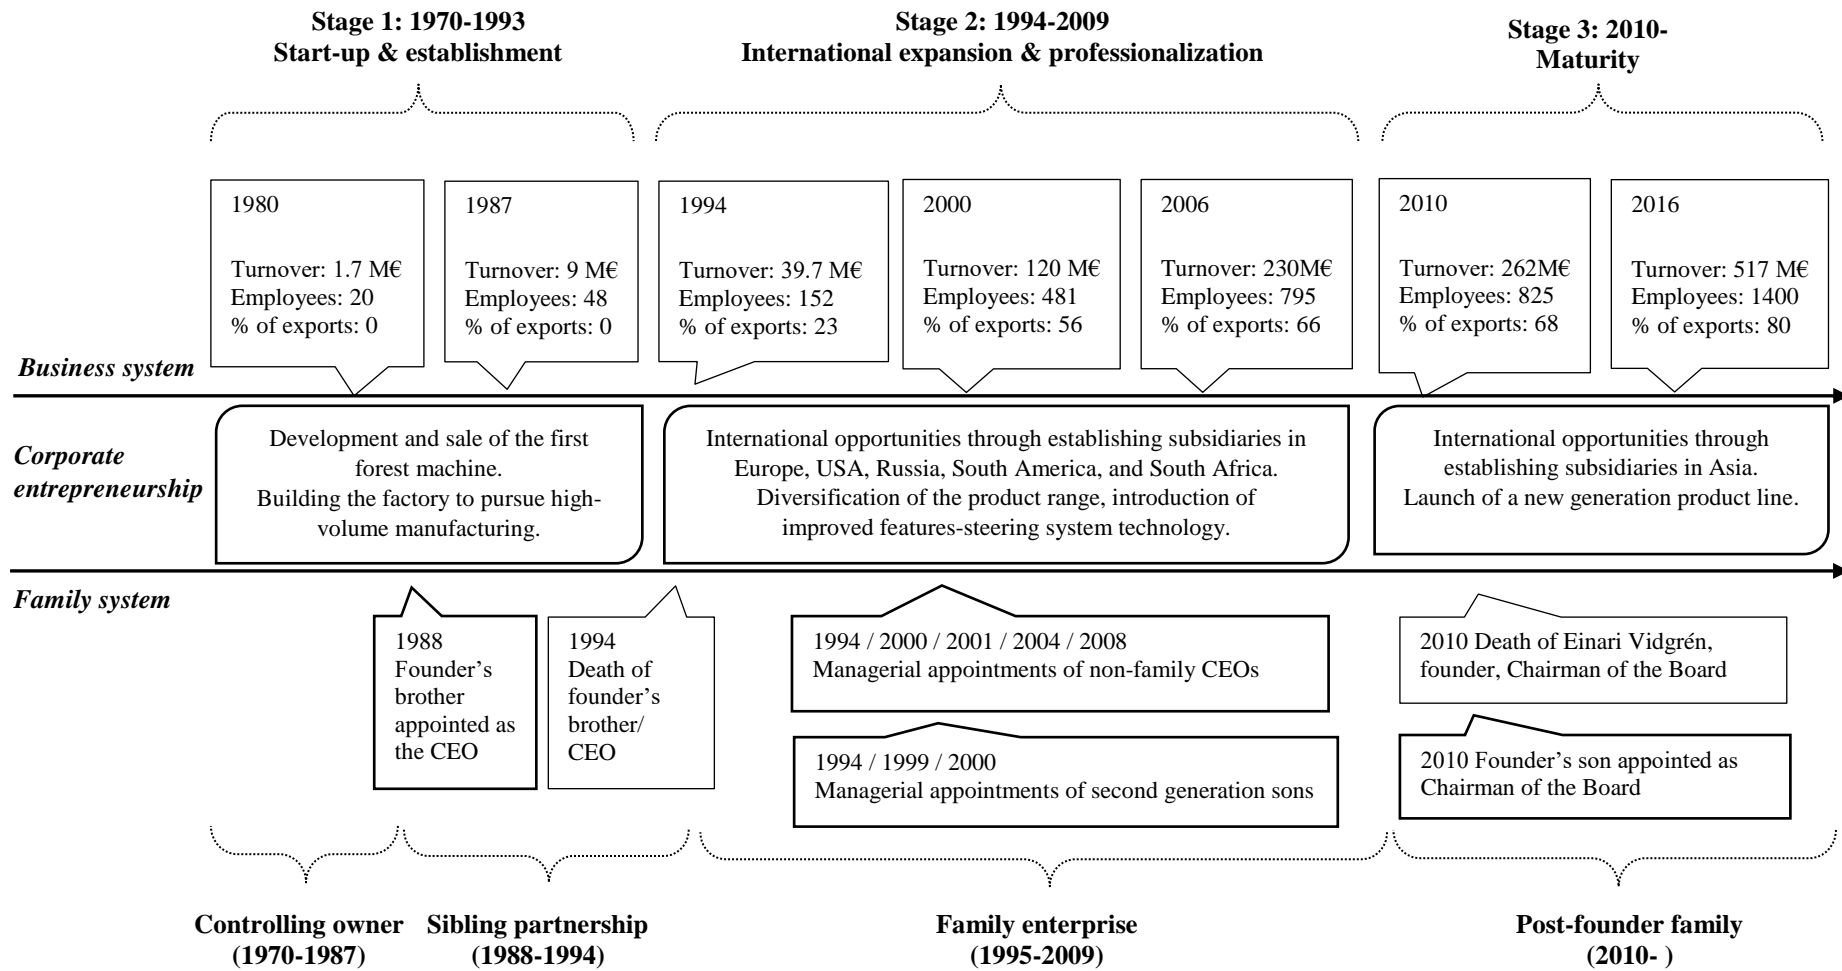 Stage 1: 1970-1993
Start-up & establishment
Stage 2: 1994-2009
International expansion & professionalization
Stage 3: 2010-
Maturity
1980
Turnover: 1.7 M€
Employees: 20
% of exports: 0
1987
Turnover: 9 M€
Employees: 48
% of exports: 0
1994
Turnover: 39.7 M€
Employees: 152
% of exports: 23
2000
Turnover: 120 M€
Employees: 481
% of exports: 56
2006
Turnover: 230M€
Employees: 795
% of exports: 66
2010
Turnover: 262M€
Employees: 825
% of exports: 68
2016
Turnover: 517 M€
Employees: 1400
% of exports: 80
Business system
Corporate
entrepreneurship
Development and sale of the first
forest machine.
Building the factory to pursue high-
volume manufacturing.
International opportunities through establishing subsidiaries in
Europe, USA, Russia, South America, and South Africa.
Diversification of the product range, introduction of
improved features-steering system technology.
International opportunities through
establishing subsidiaries in Asia.
Launch of a new generation product line.
Family system
1988
Founder’s
brother
appointed as
the CEO
1994
Death of
founder’s
brother/
CEO
1994 / 2000 / 2001 / 2004 / 2008
Managerial appointments of non-family CEOs
1994 / 1999 / 2000
Managerial appointments of second generation sons
2010 Death of Einari Vidgrén,
founder, Chairman of the Board
2010 Founder’s son appointed as
Chairman of the Board
Controlling owner
(1970-1987)
Sibling partnership
(1988-1994)
Family enterprise
(1995-2009)
Post-founder family
(2010- )